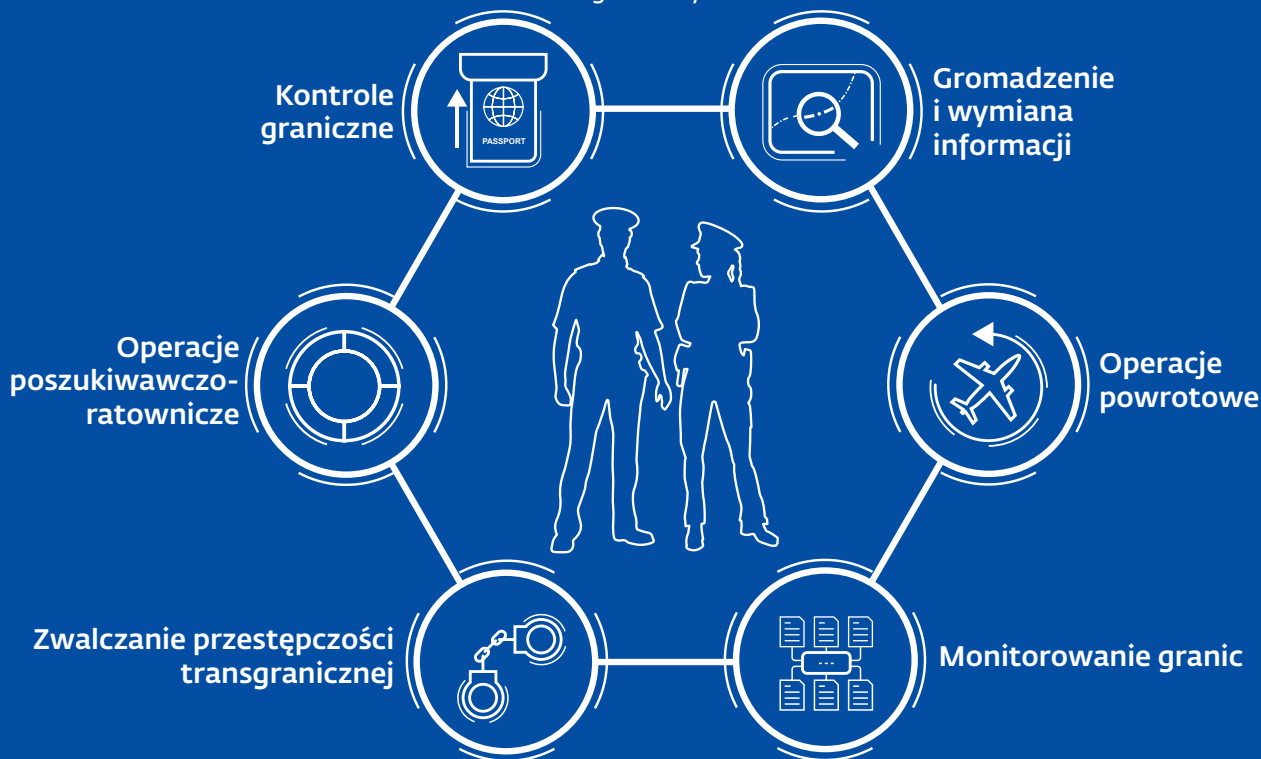 Kontrole
graniczne
PASSPORT
Gromadzenie
i wymiana
informacji
Operacje
poszukiwawczo-
ratownicze
Operacje
powrotowe
Zwalczanie przestępczości
transgranicznej
Monitorowanie granic